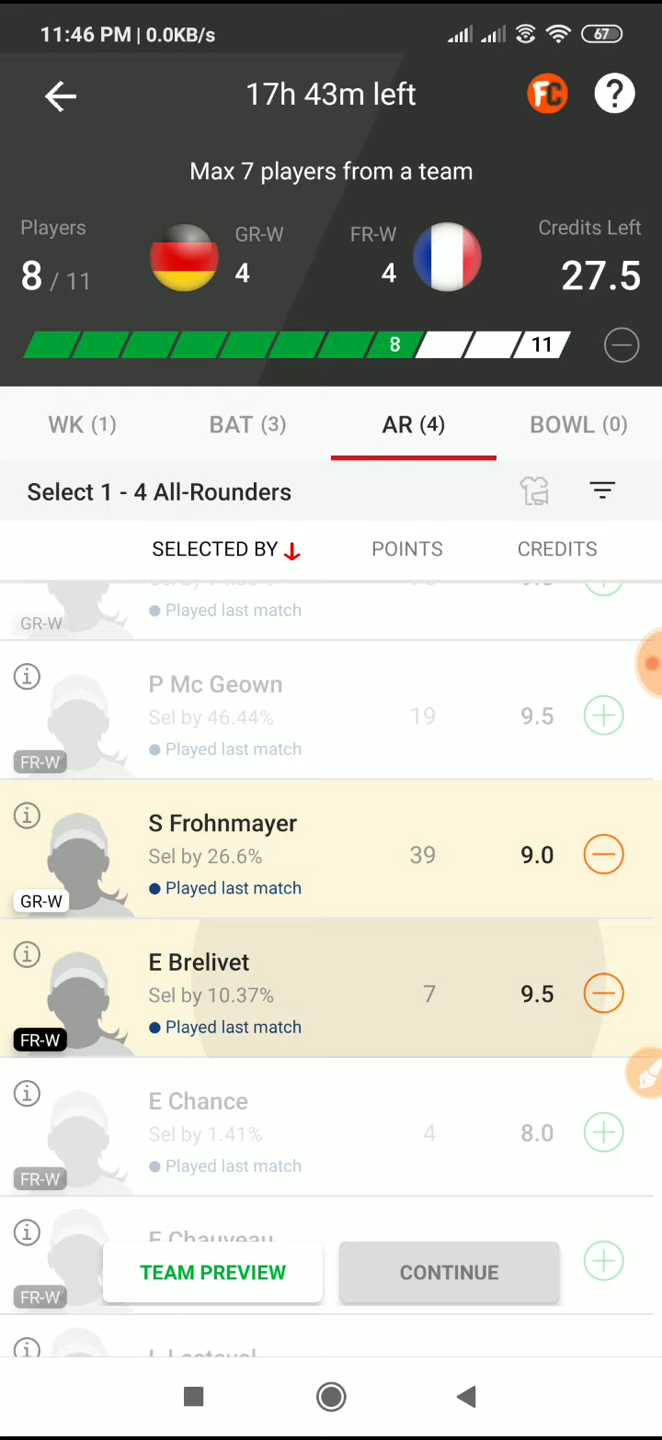 11:46 PM | 0.0KB/s
67
17h 43m left
FC
?
Max 7 players from a team
Players
GR-W
FR-W
Credits Left
8 / 11
4
4
27.5
8
11
WK (1)
BAT (3)
AR (4)
BOWL (0)
Select 1 - 4 All-Rounders
SELECTED BY
POINTS
CREDITS
GR-W
Played last match
P Mc Geown
Sel by 46.44%
19
9.5
Played last match
FR-W
S Frohnmayer
Sel by 26.6%
39
9.0
Played last match
GR-W
E Brelivet
Sel by 10.37%
7
9.5
Played last match
FR-W
E Chance
Sel by 1.41%
4
8.0
Played last match
FR-W
E Chauveau
FR-W
TEAM PREVIEW
CONTINUE